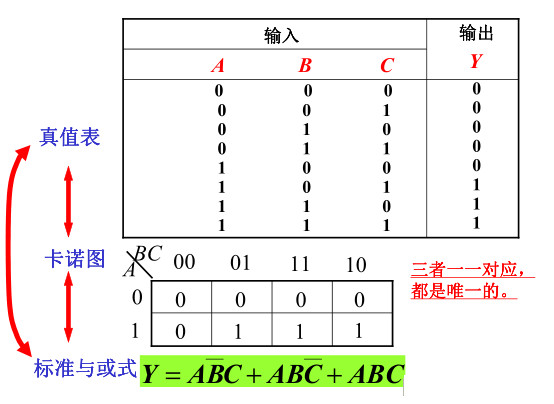 输入 输出
A B C Y
0 0 0 0
0 0 1 0
0 1 0 0
0 1 1 0
1 0 0 0
1 0 1 1
1 1 0 1
1 1 1 1
真值表
卡诺图
BC
A
00 01 11 10
0 0 0 0 0
1 0 1 1 1
三者一一对应，
都是唯一的。
标准与或式 Y = AB̅C + ABC̅ + ABC